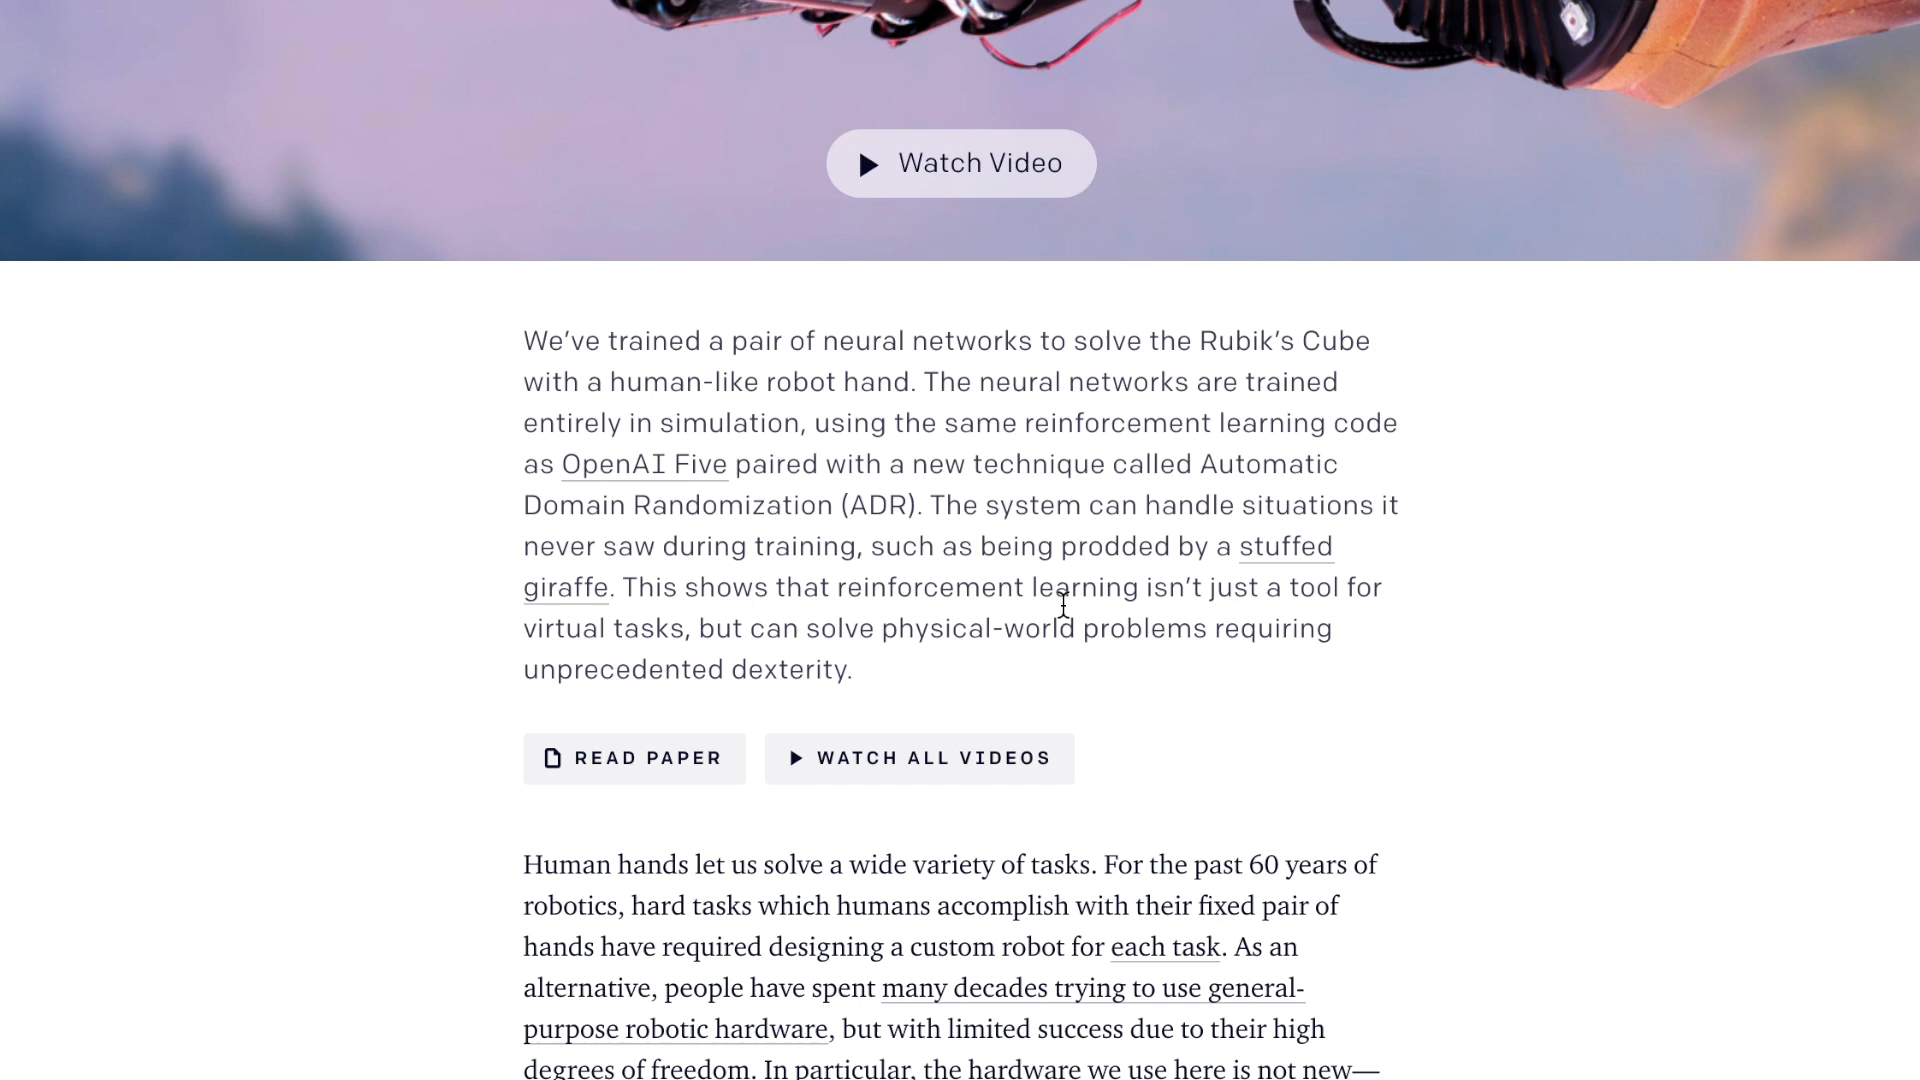 Watch Video
We’ve trained a pair of neural networks to solve the Rubik’s Cube
with a human-like robot hand. The neural networks are trained
entirely in simulation, using the same reinforcement learning code
as OpenAI Five paired with a new technique called Automatic
Domain Randomization (ADR). The system can handle situations it
never saw during training, such as being prodded by a stuffed
giraffe. This shows that reinforcement learning isn’t just a tool for
virtual tasks, but can solve physical-world problems requiring
unprecedented dexterity.
READ PAPER
WATCH ALL VIDEOS
Human hands let us solve a wide variety of tasks. For the past 60 years of
robotics, hard tasks which humans accomplish with their fixed pair of
hands have required designing a custom robot for each task. As an
alternative, people have spent many decades trying to use general-
purpose robotic hardware, but with limited success due to their high
degrees of freedom. In particular, the hardware we use here is not new—